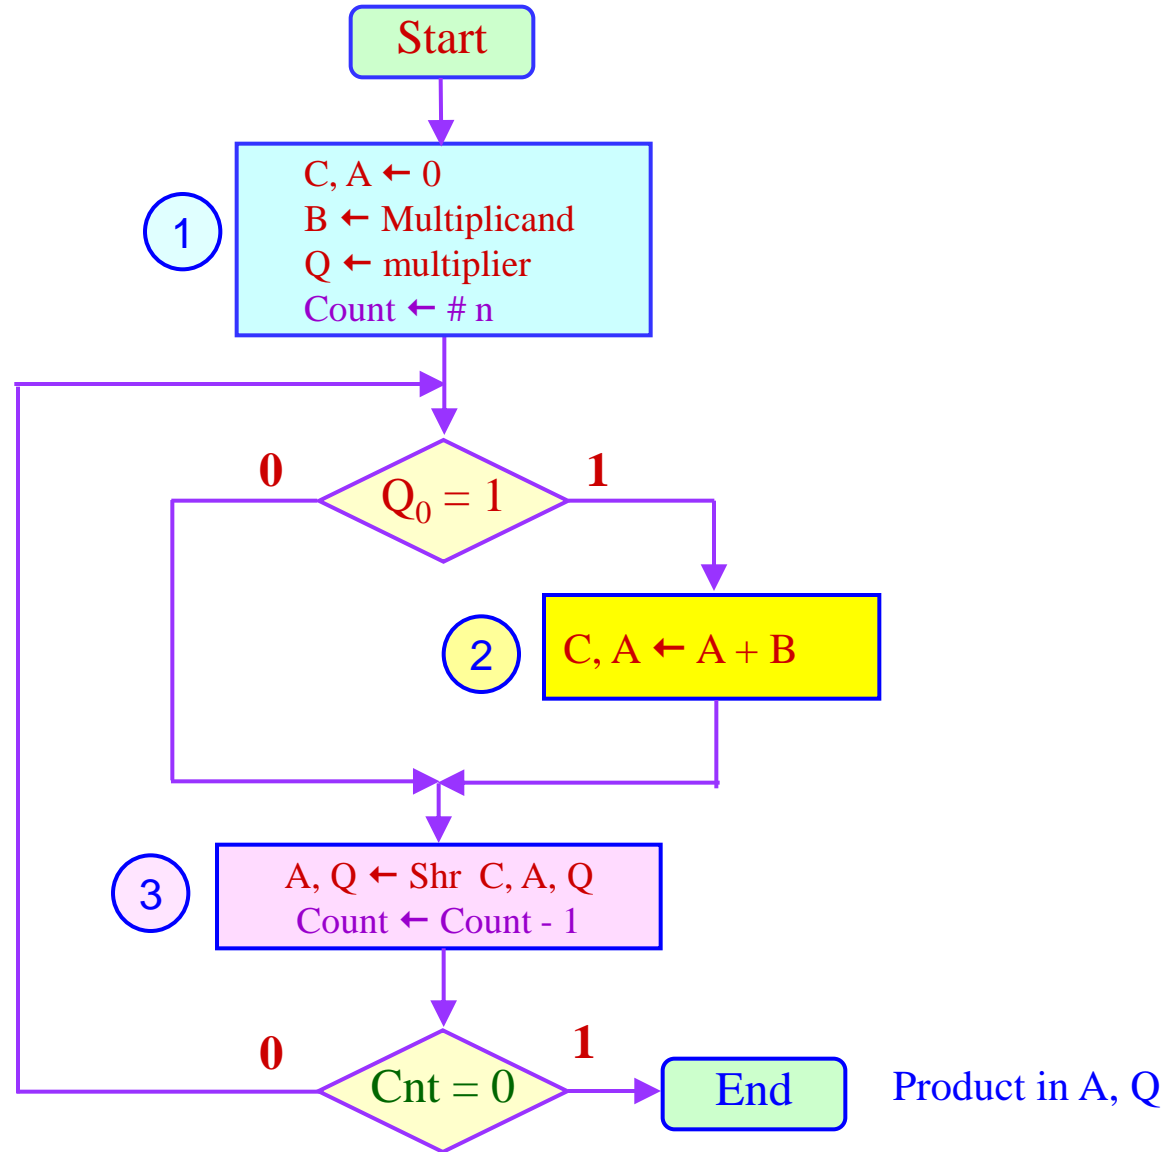 Start
1
C, A ← 0
B ← Multiplicand
Q ← multiplier
Count ← # n
0
1
Q₀ = 1
2
C, A ← A + B
3
A, Q ← Shr C, A, Q
Count ← Count - 1
0
1
Cnt = 0
End
Product in A, Q